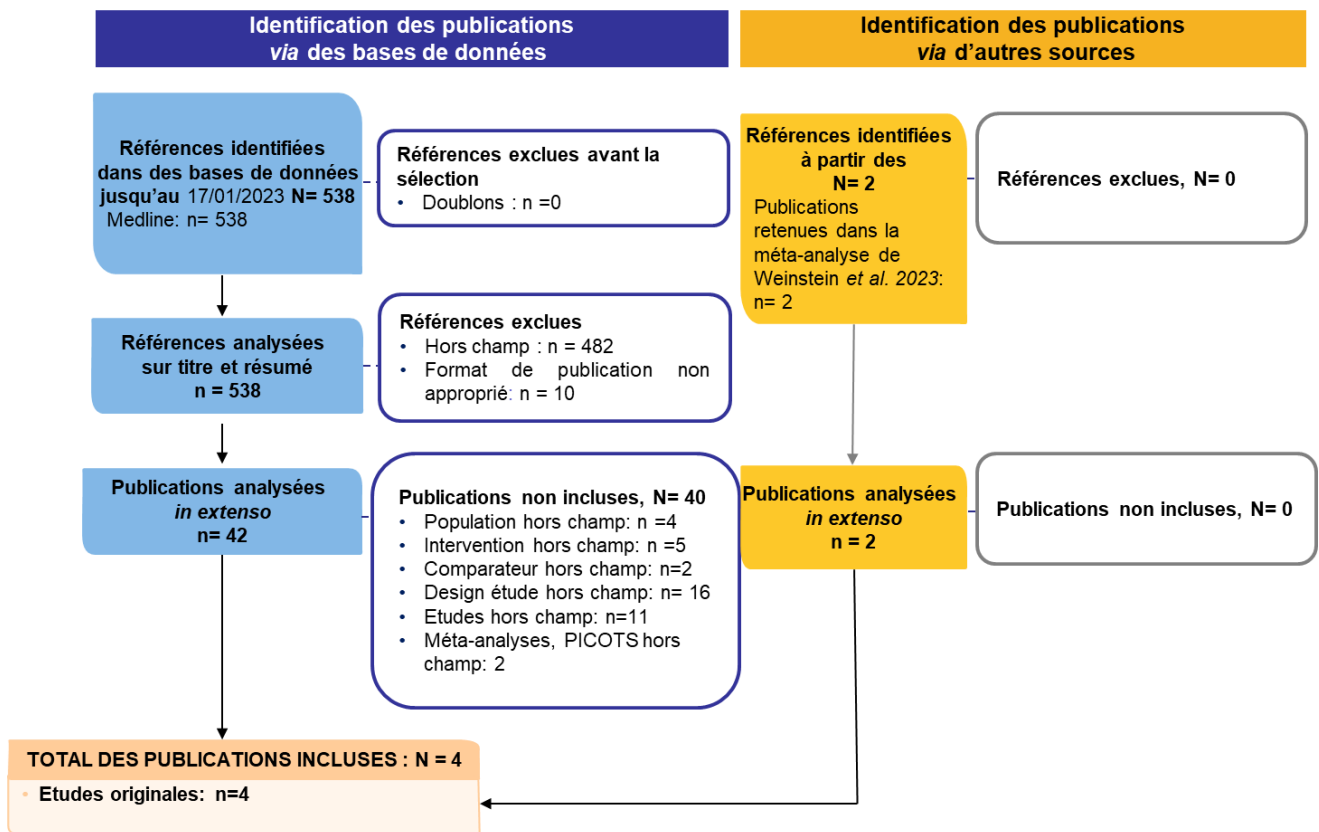 Identification des publications
via des bases de données
Identification des publications
via d'autres sources
Références identifiées
dans des bases de données
jusqu'au 17/01/2023 N= 538
Medline: n= 538
Références exclues avant la
sélection
• Doublons : n =0
Références identifiées
à partir des
N= 2
Publications
retenues dans la
méta-analyse de
Weinstein et al. 2023:
n= 2
Références exclues, N= 0
Références analysées
sur titre et résumé
n = 538
Références exclues
• Hors champ : n = 482
• Format de publication non
approprié: n = 10
Publications analysées
in extenso
n= 42
Publications non incluses, N= 40
• Population hors champ: n =4
• Intervention hors champ: n =5
• Comparateur hors champ: n=2
• Design étude hors champ: n= 16
• Etudes hors champ: n=11
• Méta-analyses, PICOTS hors
champ: 2
Publications analysées
in extenso
n = 2
Publications non incluses, N= 0
TOTAL DES PUBLICATIONS INCLUSES : N = 4
• Etudes originales: n=4